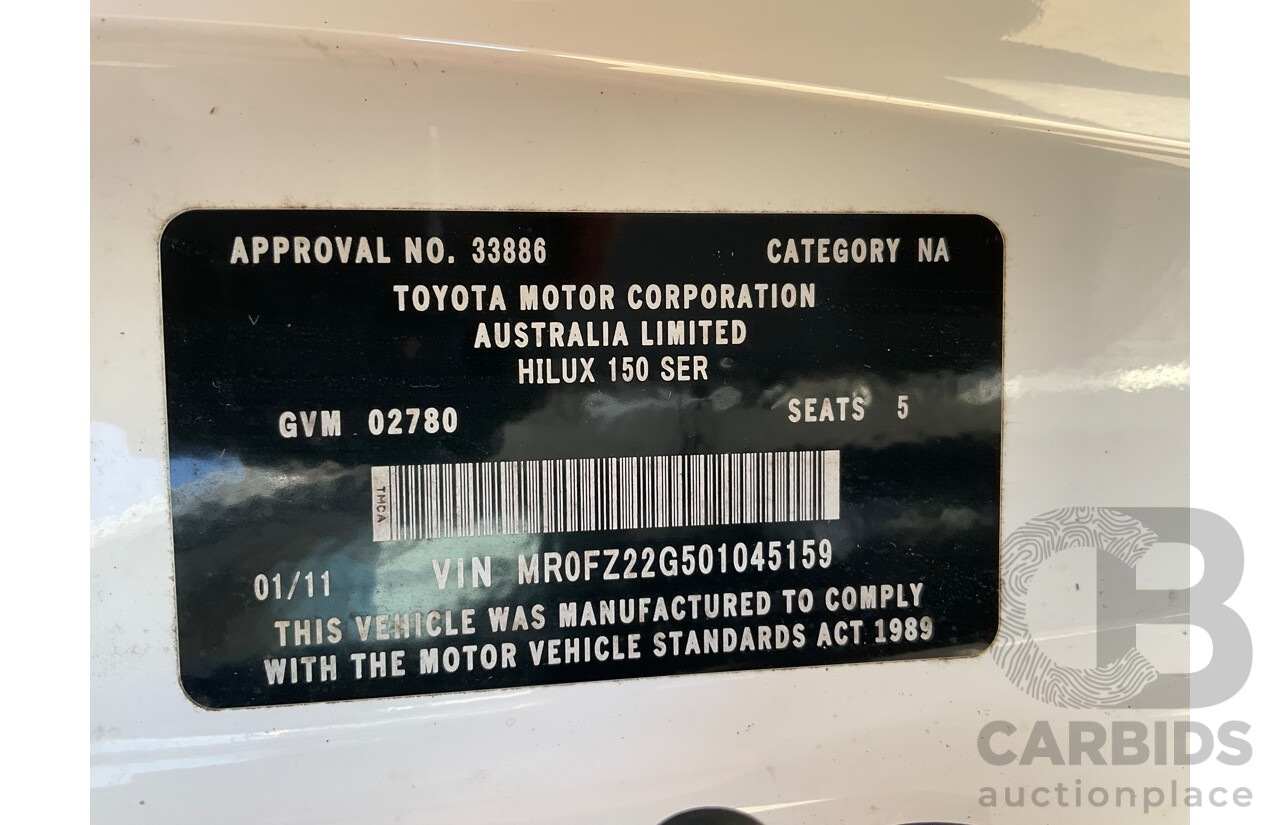 APPROVAL NO. 33886 CATEGORY NA
TOYOTA MOTOR CORPORATION
AUSTRALIA LIMITED
HILUX 150 SER
GVM 02780 SEATS 5
TMCA
01/11 VIN MR0FZ22G501045159
THIS VEHICLE WAS MANUFACTURED TO COMPLY
WITH THE MOTOR VEHICLE STANDARDS ACT 1989
CB
CARBIDS
auctionplace